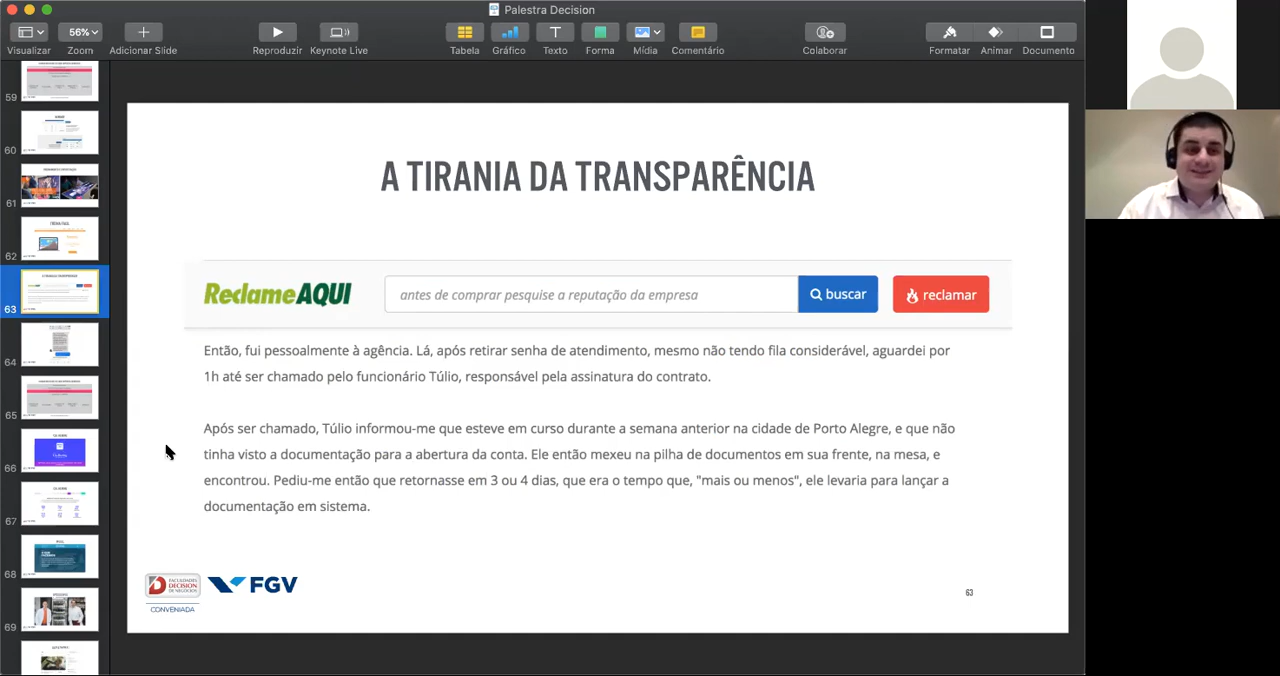 Palestra Decision
56%
Visualizar
Zoom
Adicionar Slide
Reproduzir
Keynote Live
Tabela
Gráfico
Texto
Forma
Mídia
Comentário
Colaborar
Formatar
Animar
Documento
59
60
61
62
63
64
65
66
67
68
69
A TIRANIA DA TRANSPARÊNCIA
ReclameAQUI
antes de comprar pesquise a reputação da empresa
buscar
reclamar
Então, fui pessoalmente à agência. Lá, após retirar senha de atendimento, mesmo não tendo fila considerável, aguardei por
1h até ser chamado pelo funcionário Túlio, responsável pela assinatura do contrato.
Após ser chamado, Túlio informou-me que esteve em curso durante a semana anterior na cidade de Porto Alegre, e que não
tinha visto a documentação para a abertura da conta. Ele então mexeu na pilha de documentos em sua frente, na mesa, e
encontrou. Pediu-me então que retornasse em 3 ou 4 dias, que era o tempo que, "mais ou menos", ele levaria para lançar a
documentação em sistema.
FACULDADES
DECISION
DE NEGÓCIOS
FGV
CONVENIADA
63